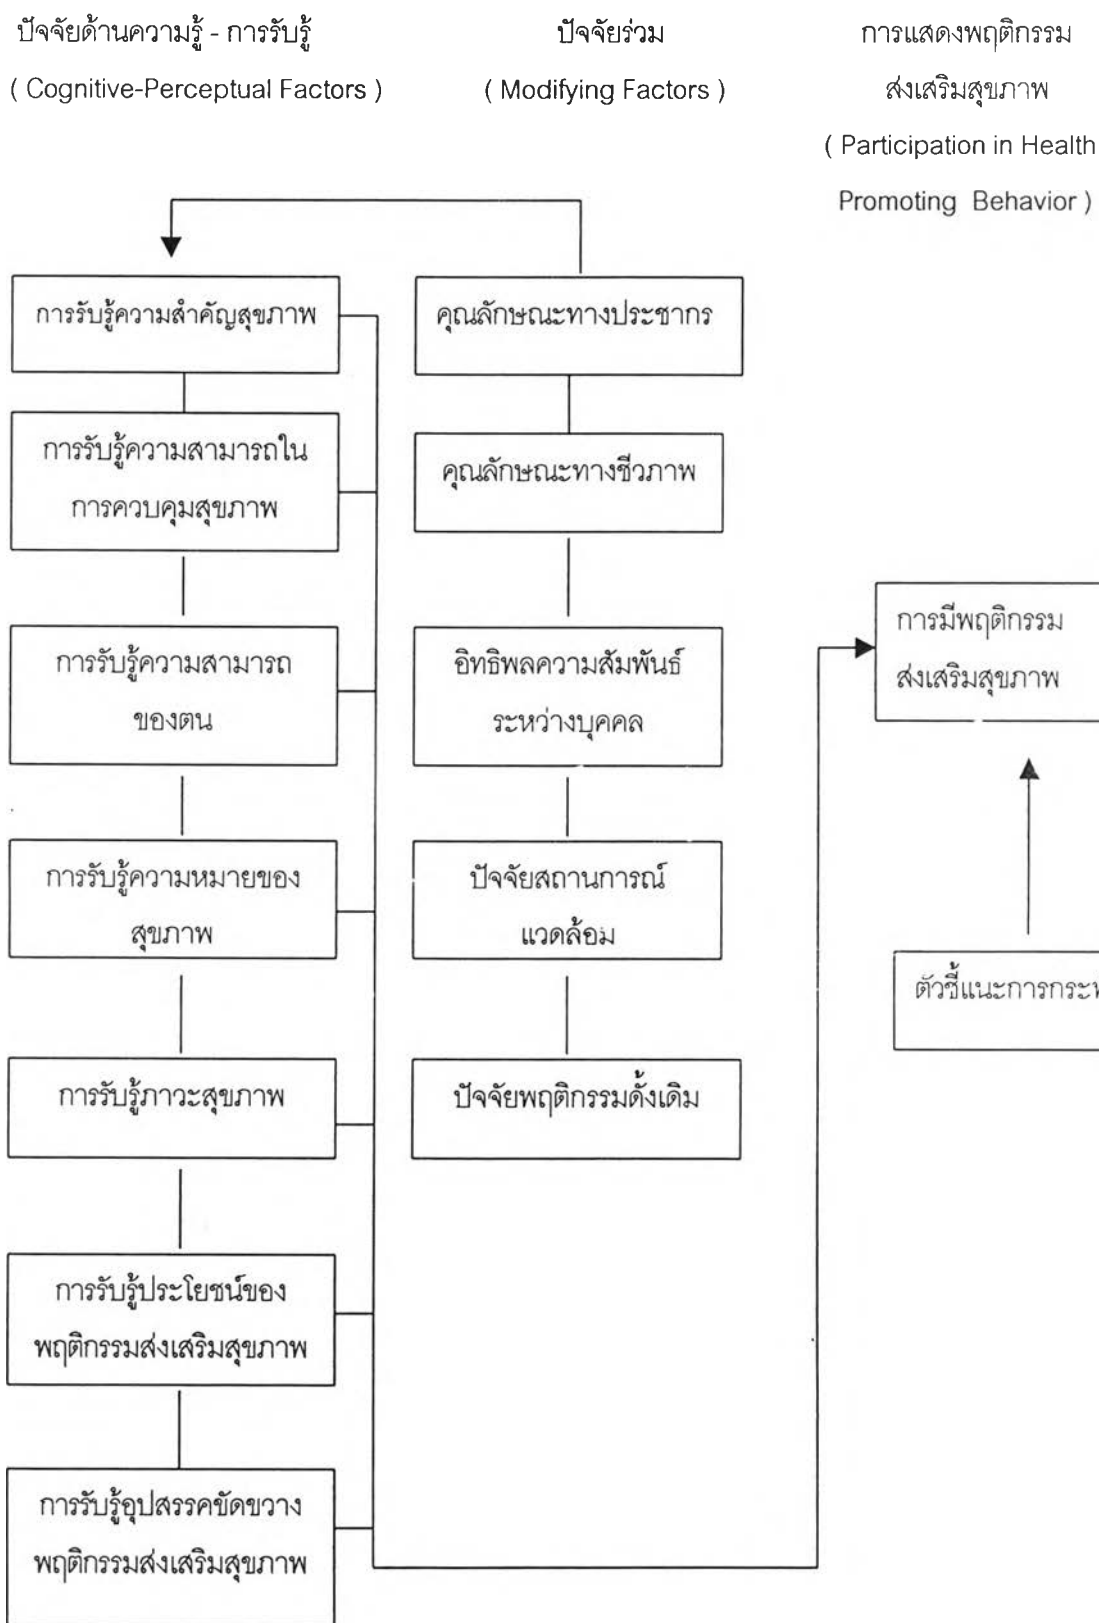 ปัจจัยด้านความรู้ - การรับรู้
( Cognitive-Perceptual Factors )
ปัจจัยร่วม
( Modifying Factors )
การแสดงพฤติกรรม
ส่งเสริมสุขภาพ
( Participation in Health
Promoting Behavior )
การรับรู้ความสำคัญสุขภาพ
การรับรู้ความสามารถใน
การควบคุมสุขภาพ
การรับรู้ความสามารถ
ของตน
การรับรู้ความหมายของ
สุขภาพ
การรับรู้ภาวะสุขภาพ
การรับรู้ประโยชน์ของ
พฤติกรรมส่งเสริมสุขภาพ
การรับรู้อุปสรรคขัดขวาง
พฤติกรรมส่งเสริมสุขภาพ
คุณลักษณะทางประชากร
คุณลักษณะทางชีวภาพ
อิทธิพลความสัมพันธ์
ระหว่างบุคคล
ปัจจัยสถานการณ์
แวดล้อม
ปัจจัยพฤติกรรมดั้งเดิม
การมีพฤติกรรม
ส่งเสริมสุขภาพ
ตัวชี้แนะการกระ